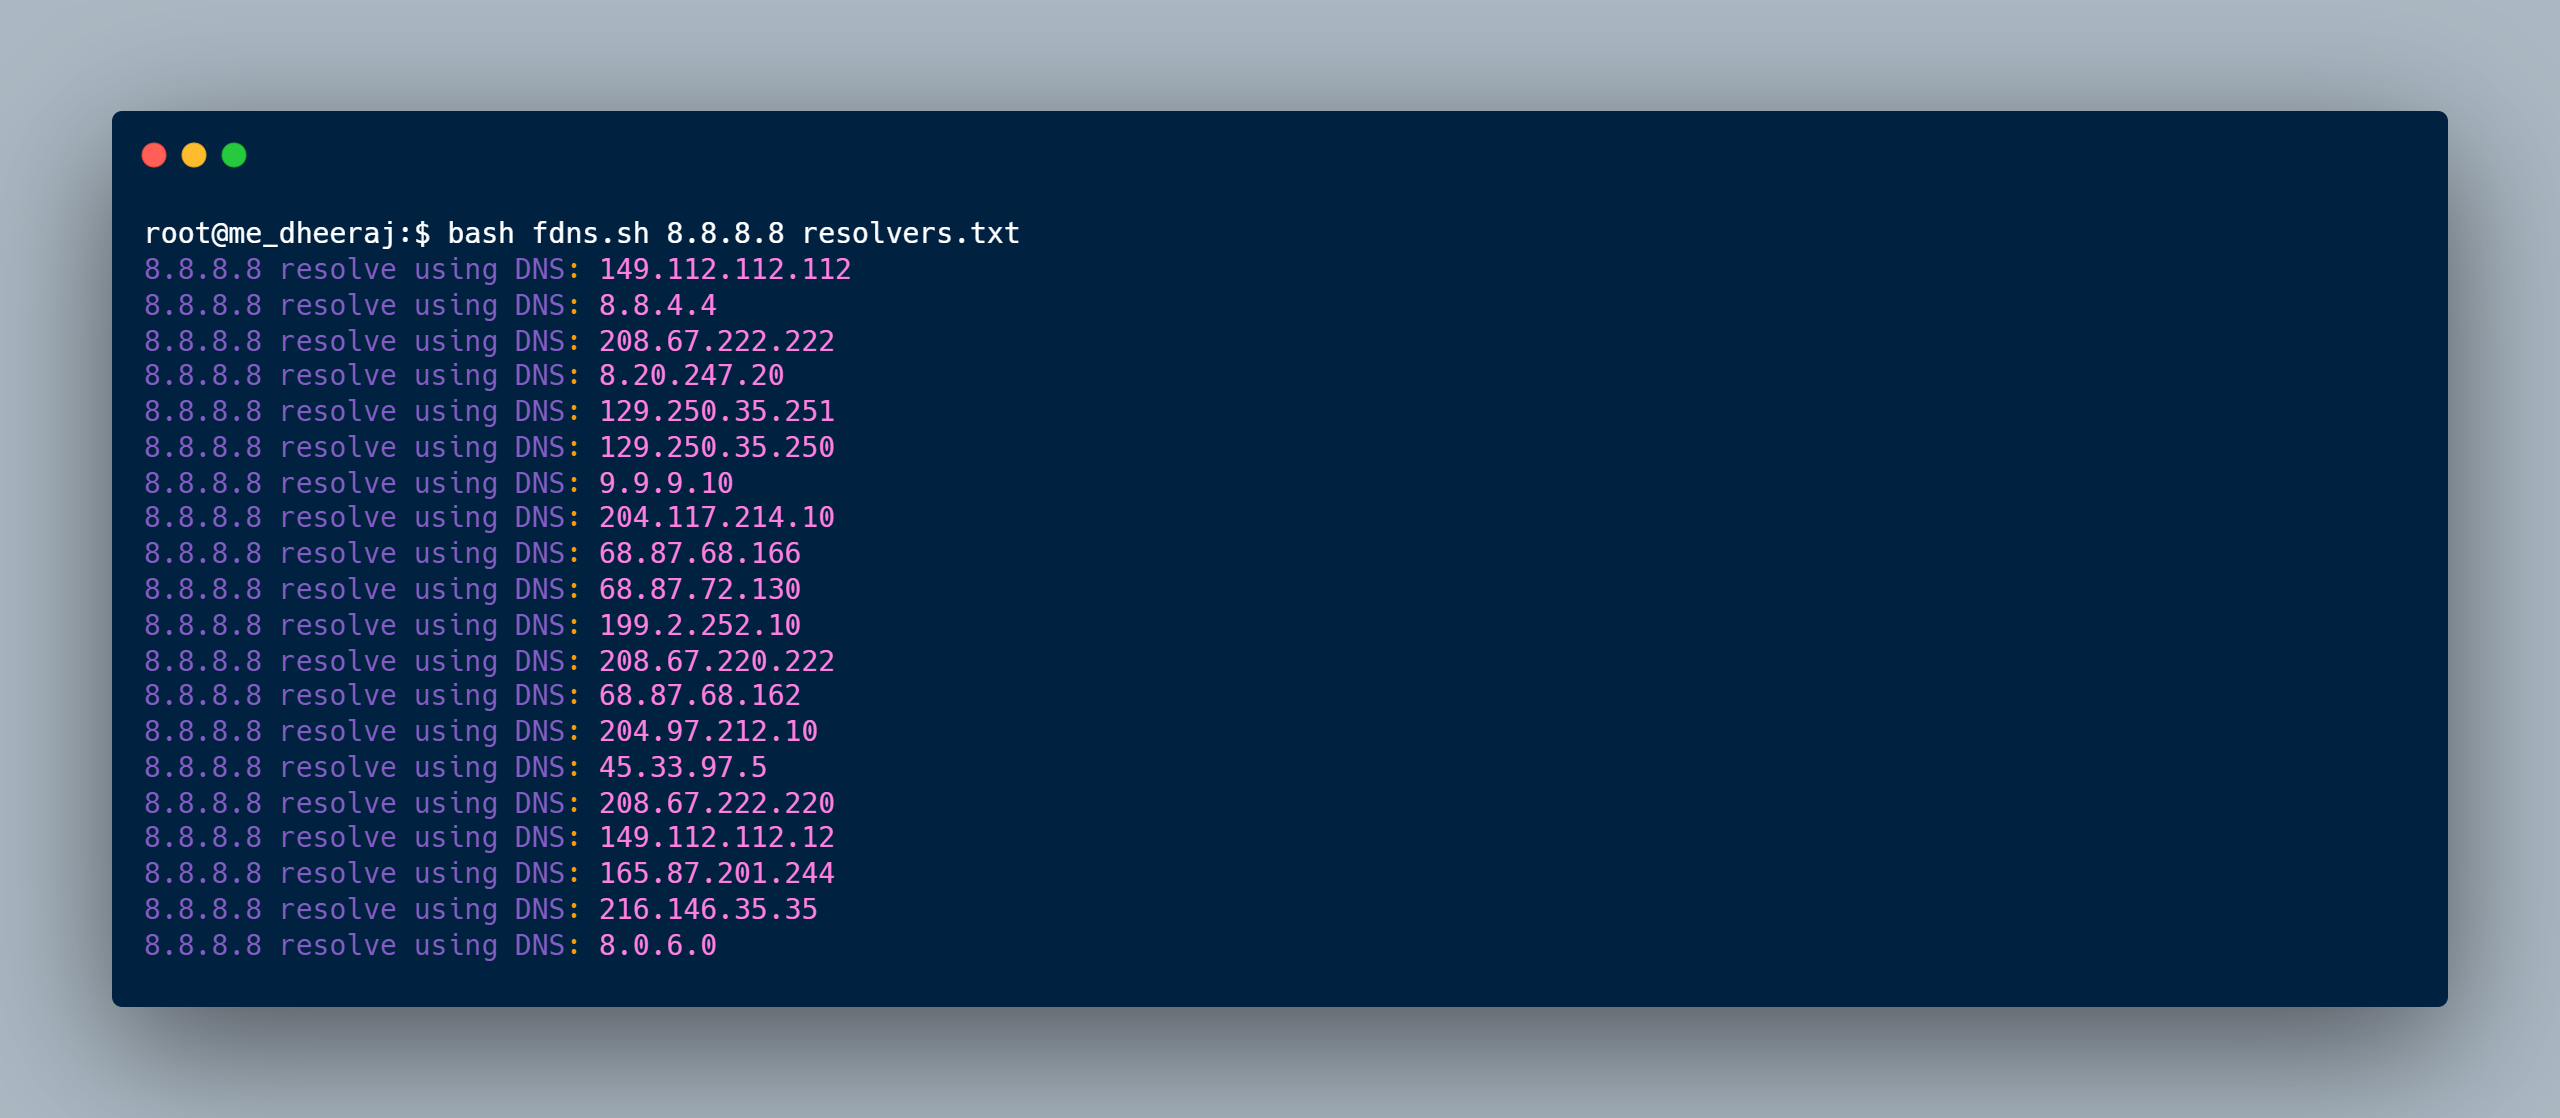 root@me_dheeraj:$ bash fdns.sh 8.8.8.8 resolvers.txt
8.8.8.8 resolve using DNS: 149.112.112.112
8.8.8.8 resolve using DNS: 8.8.4.4
8.8.8.8 resolve using DNS: 208.67.222.222
8.8.8.8 resolve using DNS: 8.20.247.20
8.8.8.8 resolve using DNS: 129.250.35.251
8.8.8.8 resolve using DNS: 129.250.35.250
8.8.8.8 resolve using DNS: 9.9.9.10
8.8.8.8 resolve using DNS: 204.117.214.10
8.8.8.8 resolve using DNS: 68.87.68.166
8.8.8.8 resolve using DNS: 68.87.72.130
8.8.8.8 resolve using DNS: 199.2.252.10
8.8.8.8 resolve using DNS: 208.67.220.222
8.8.8.8 resolve using DNS: 68.87.68.162
8.8.8.8 resolve using DNS: 204.97.212.10
8.8.8.8 resolve using DNS: 45.33.97.5
8.8.8.8 resolve using DNS: 208.67.222.220
8.8.8.8 resolve using DNS: 149.112.112.12
8.8.8.8 resolve using DNS: 165.87.201.244
8.8.8.8 resolve using DNS: 216.146.35.35
8.8.8.8 resolve using DNS: 8.0.6.0